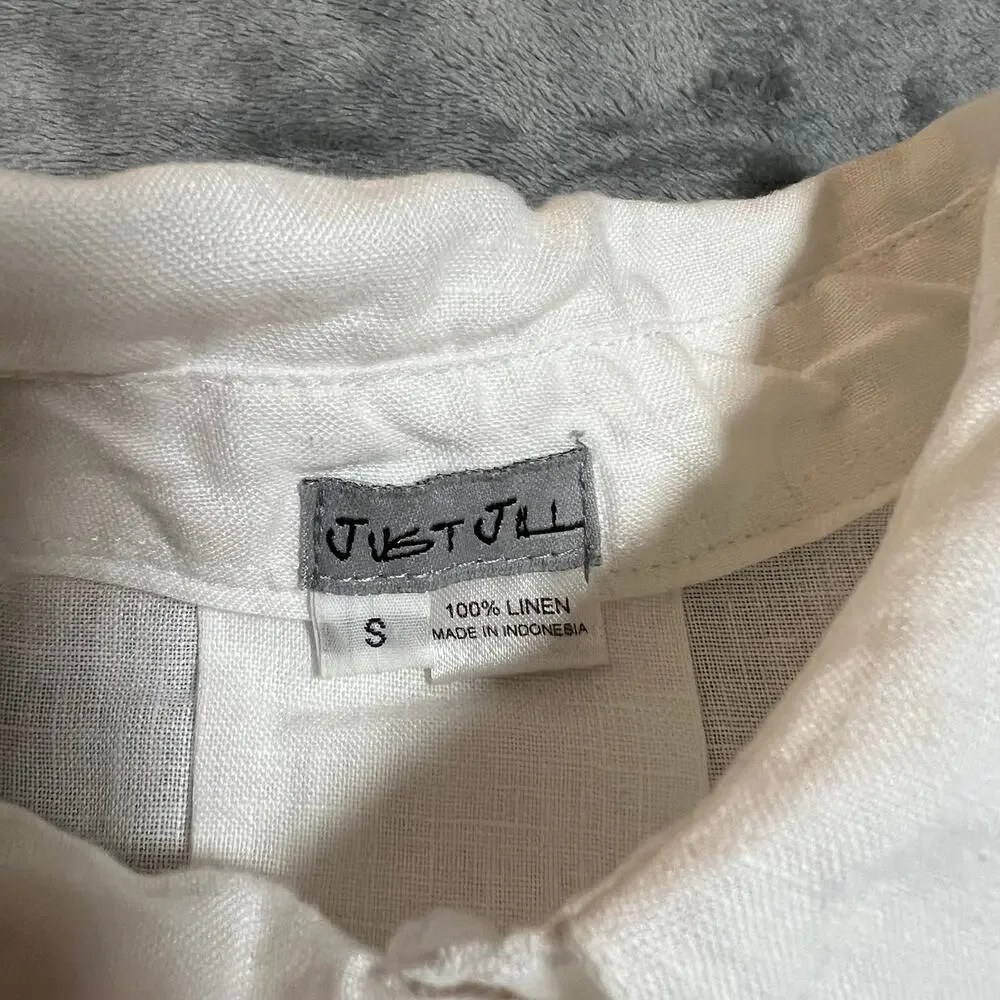 JUST JILL
S
100% LINEN
MADE IN INDONESIA